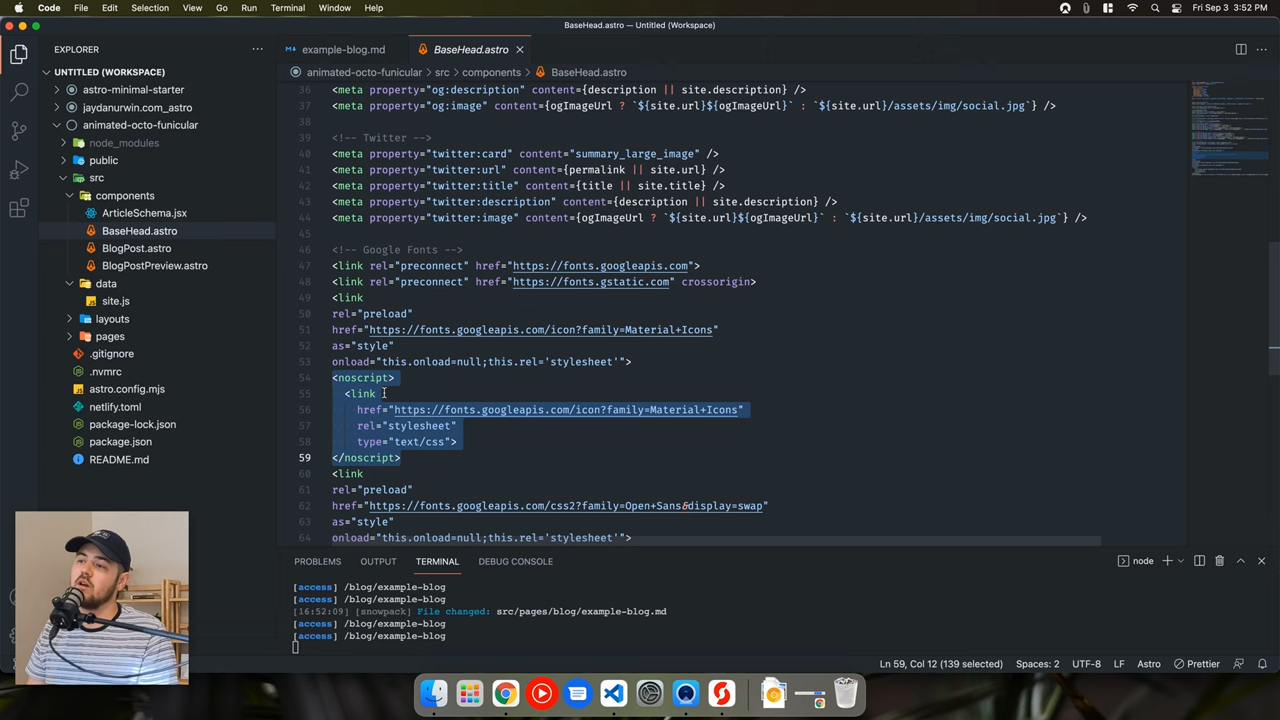 Code File Edit Selection View Go Run Terminal Window Help Fri Sep 3 3:52 PM
BaseHead.astro — Untitled (Workspace)
EXPLORER
example-blog.md
BaseHead.astro
animated-octo-funicular > src > components > BaseHead.astro
UNTITLED (WORKSPACE)
astro-minimal-starter
jaydanurwin.com_astro
animated-octo-funicular
node_modules
public
src
components
ArticleSchema.jsx
BaseHead.astro
BlogPost.astro
BlogPostPreview.astro
data
site.js
layouts
pages
.gitignore
.nvmrc
astro.config.mjs
netlify.toml
package-lock.json
package.json
README.md
36 <meta property="og:description" content={description || site.description} />
37 <meta property="og:image" content={ogImageUrl ? `${site.url}${ogImageUrl}` : `${site.url}/assets/img/social.jpg`} />
38
39 <!-- Twitter -->
40 <meta property="twitter:card" content="summary_large_image" />
41 <meta property="twitter:url" content={permalink || site.url} />
42 <meta property="twitter:title" content={title || site.title} />
43 <meta property="twitter:description" content={description || site.description} />
44 <meta property="twitter:image" content={ogImageUrl ? `${site.url}${ogImageUrl}` : `${site.url}/assets/img/social.jpg`} />
45
46 <!-- Google Fonts -->
47 <link rel="preconnect" href="https://fonts.googleapis.com">
48 <link rel="preconnect" href="https://fonts.gstatic.com" crossorigin>
49 <link
50 rel="preload"
51 href="https://fonts.googleapis.com/icon?family=Material+Icons"
52 as="style"
53 onload="this.onload=null;this.rel='stylesheet'">
54 <noscript>
55 <link
56 href="https://fonts.googleapis.com/icon?family=Material+Icons"
57 rel="stylesheet"
58 type="text/css">
59 </noscript>
60 <link
61 rel="preload"
62 href="https://fonts.googleapis.com/css2?family=Open+Sans&display=swap"
63 as="style"
64 onload="this.onload=null;this.rel='stylesheet'">
PROBLEMS OUTPUT TERMINAL DEBUG CONSOLE
node
[access] /blog/example-blog
[access] /blog/example-blog
[16:52:09] [snowpack] File changed: src/pages/blog/example-blog.md
[access] /blog/example-blog
[access] /blog/example-blog
Ln 59, Col 12 (139 selected) Spaces: 2 UTF-8 LF Astro Prettier